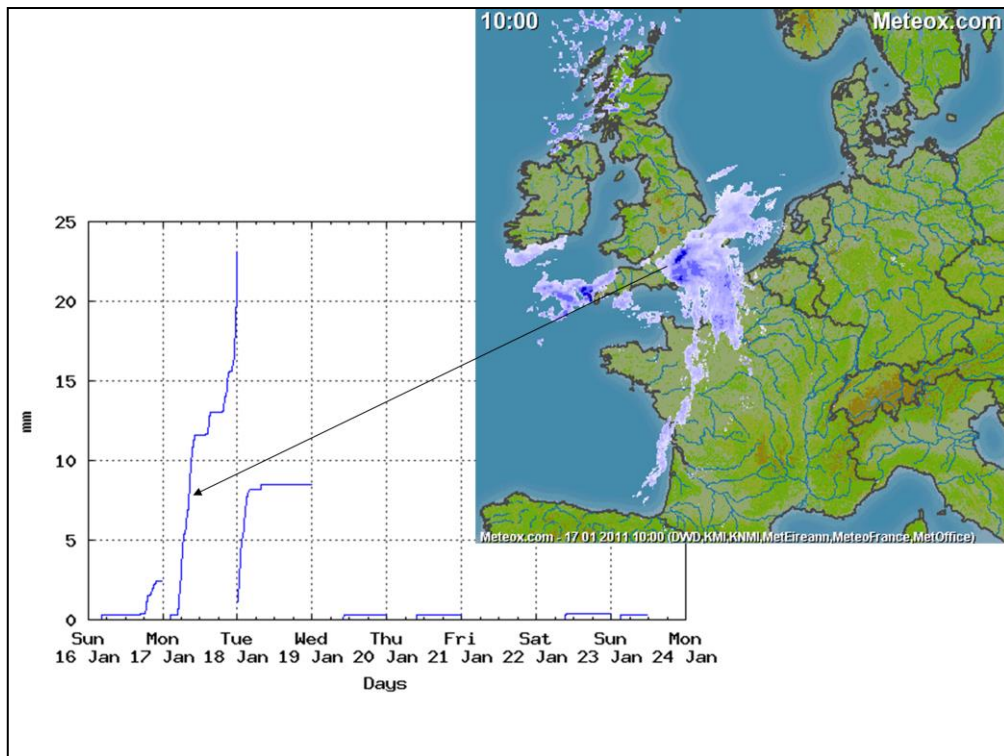 10:00 Meteox.com
25
20
15
10
5
0
mm
Sun Mon Tue Wed Thu Fri Sat Sun Mon
16 Jan 17 Jan 18 Jan 19 Jan 20 Jan 21 Jan 22 Jan 23 Jan 24 Jan
Days
Meteox.com - 17 01 2011 10:00 (DWD,KMI,KNMI,MetEireann,MeteoFrance,MetOffice)